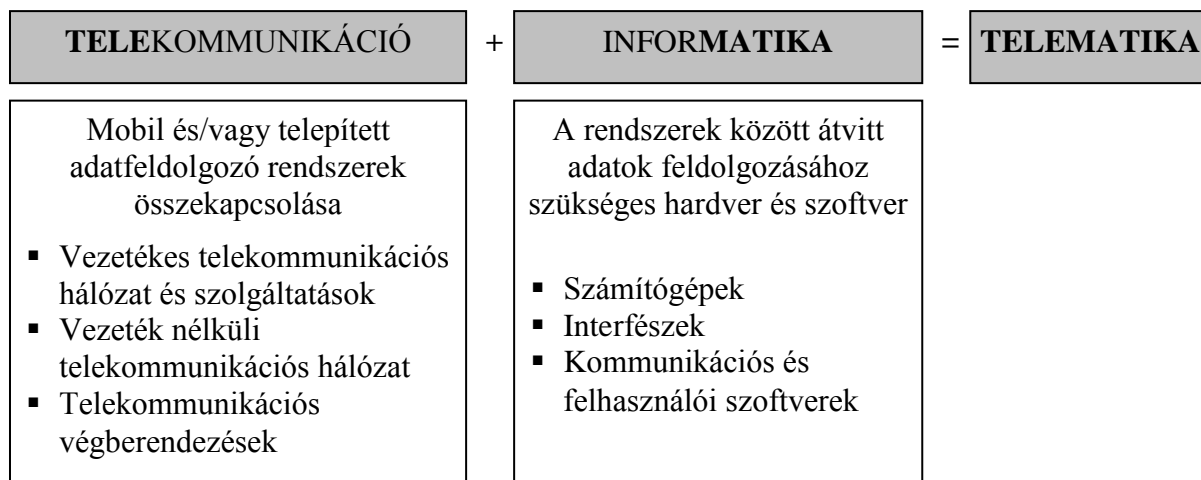 TELEKOMMUNIKÁCIÓ + INFORMATIKA = TELEMATIKA
Mobil és/vagy telepített
adatfeldolgozó rendszerek
összekapcsolása
▪ Vezetékes telekommunikációs
hálózat és szolgáltatások
▪ Vezeték nélküli
telekommunikációs hálózat
▪ Telekommunikációs
végberendezések
A rendszerek között átvitt
adatok feldolgozásához
szükséges hardver és szoftver
▪ Számítógépek
▪ Interfészek
▪ Kommunikációs és
felhasználói szoftverek